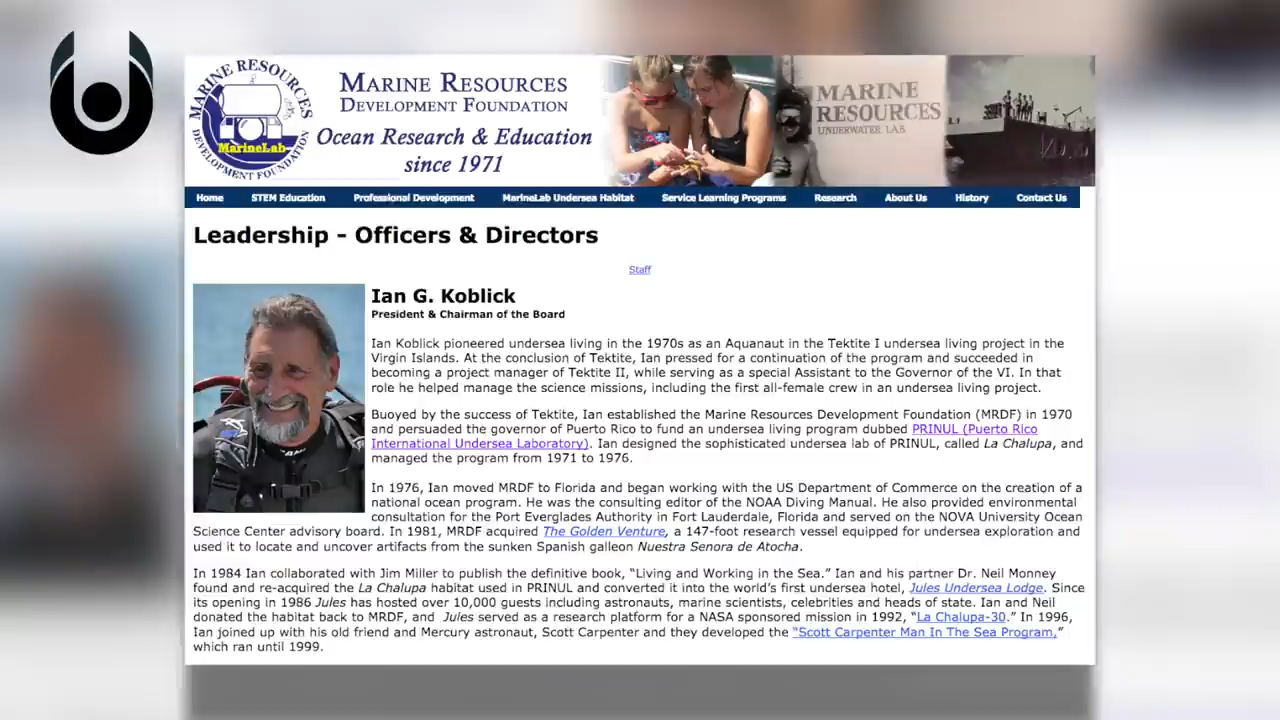 MARINE RESOURCES
DEVELOPMENT FOUNDATION
MarineLab
MARINE RESOURCES
DEVELOPMENT FOUNDATION
Ocean Research & Education
since 1971
MARINE
RESOURCES
UNDERWATER LAB.
Home STEM Education Professional Development MarineLab Undersea Habitat Service Learning Programs Research About Us History Contact Us
Leadership - Officers & Directors
Staff
Ian G. Koblick
President & Chairman of the Board
Ian Koblick pioneered undersea living in the 1970s as an Aquanaut in the Tektite I undersea living project in the
Virgin Islands. At the conclusion of Tektite, Ian pressed for a continuation of the program and succeeded in
becoming a project manager of Tektite II, while serving as a special Assistant to the Governor of the VI. In that
role he helped manage the science missions, including the first all-female crew in an undersea living project.
Buoyed by the success of Tektite, Ian established the Marine Resources Development Foundation (MRDF) in 1970
and persuaded the governor of Puerto Rico to fund an undersea living program dubbed PRINUL (Puerto Rico
International Undersea Laboratory). Ian designed the sophisticated undersea lab of PRINUL, called La Chalupa, and
managed the program from 1971 to 1976.
In 1976, Ian moved MRDF to Florida and began working with the US Department of Commerce on the creation of a
national ocean program. He was the consulting editor of the NOAA Diving Manual. He also provided environmental
consultation for the Port Everglades Authority in Fort Lauderdale, Florida and served on the NOVA University Ocean
Science Center advisory board. In 1981, MRDF acquired The Golden Venture, a 147-foot research vessel equipped for undersea exploration and
used it to locate and uncover artifacts from the sunken Spanish galleon Nuestra Senora de Atocha.
In 1984 Ian collaborated with Jim Miller to publish the definitive book, “Living and Working in the Sea.” Ian and his partner Dr. Neil Monney
found and re-acquired the La Chalupa habitat used in PRINUL and converted it into the world’s first undersea hotel, Jules Undersea Lodge. Since
its opening in 1986 Jules has hosted over 10,000 guests including astronauts, marine scientists, celebrities and heads of state. Ian and Neil
donated the habitat back to MRDF, and Jules served as a research platform for a NASA sponsored mission in 1992, “La Chalupa-30.” In 1996,
Ian joined up with his old friend and Mercury astronaut, Scott Carpenter and they developed the “Scott Carpenter Man In The Sea Program,”
which ran until 1999.